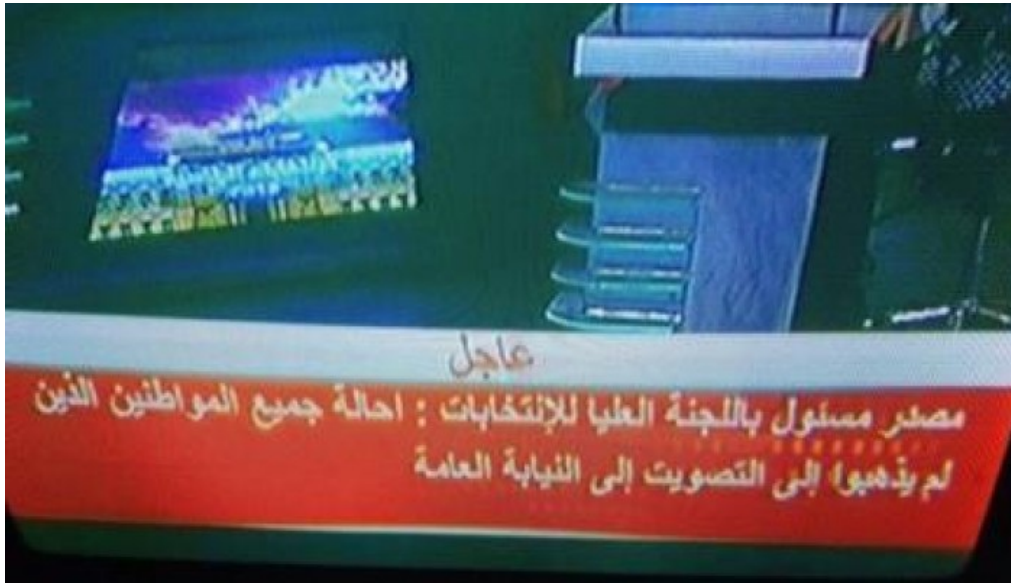 عاجل
مصدر مسئول باللجنة العليا للإنتخابات : احالة جميع المواطنين الذين
لم يذهبوا إلى التصويت إلى النيابة العامة